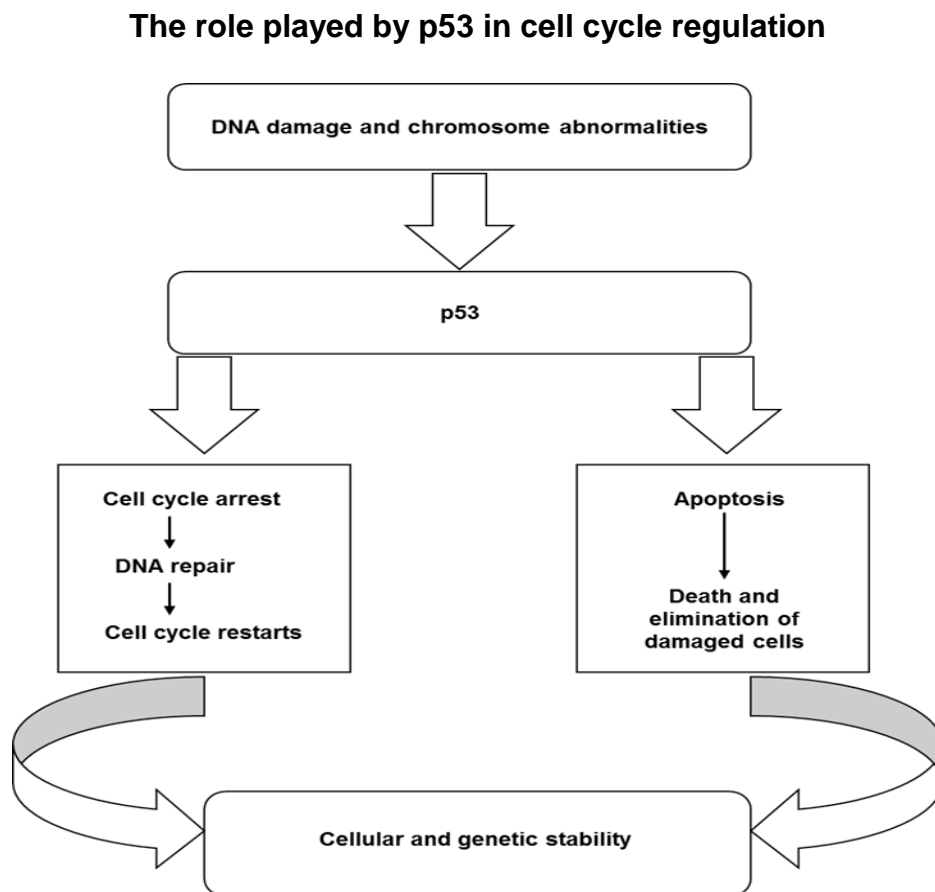 The role played by p53 in cell cycle regulation
DNA damage and chromosome abnormalities
p53
Cell cycle arrest
DNA repair
Cell cycle restarts
Apoptosis
Death and
elimination of
damaged cells
Cellular and genetic stability